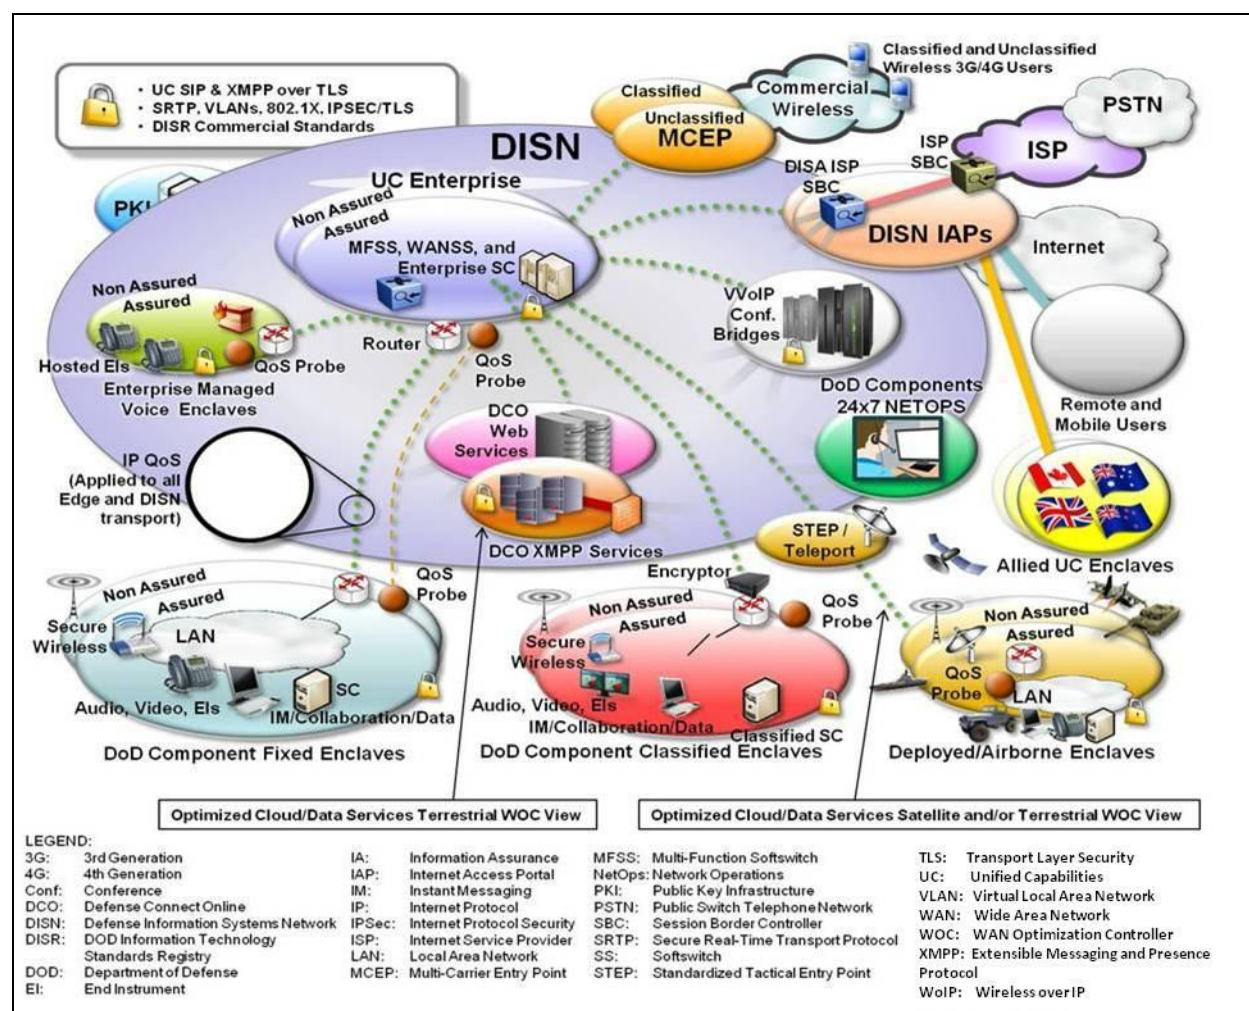 Classified and Unclassified
Wireless 3G/4G Users
• UC SIP & XMPP over TLS
• SRTP, VLANs, 802.1X, IPSEC/TLS
• DISR Commercial Standards
Classified
Unclassified
MCEP
Commercial
Wireless
PSTN
ISP
SBC
ISP
DISN
DISA ISP
SBC
UC Enterprise
PKI
Non Assured
Assured
MFSS, WANSS, and
Enterprise SC
DISN IAPs
Internet
Non Assured
Assured
VVoIP
Conf.
Bridges
Router
QoS
Probe
Hosted EIs
QoS Probe
Enterprise Managed
Voice Enclaves
DoD Components
24x7 NETOPS
Remote and
Mobile Users
DCO
Web
Services
IP QoS
(Applied to all
Edge and DISN
transport)
STEP /
Teleport
DCO XMPP Services
Allied UC Enclaves
Non Assured
Assured
QoS
Probe
Secure
Wireless
LAN
SC
Audio, Video, EIs
IM/Collaboration/Data
DoD Component Fixed Enclaves
Encryptor
Non Assured
Assured
QoS
Probe
Secure
Wireless
Audio, Video, EIs
IM/Collaboration/Data
Classified SC
DoD Component Classified Enclaves
Non Assured
Assured
QoS
Probe
LAN
Deployed/Airborne Enclaves
Optimized Cloud/Data Services Terrestrial WOC View
Optimized Cloud/Data Services Satellite and/or Terrestrial WOC View
LEGEND:
3G: 3rd Generation
4G: 4th Generation
Conf: Conference
DCO: Defense Connect Online
DISN: Defense Information Systems Network
DISR: DOD Information Technology
Standards Registry
DOD: Department of Defense
EI: End Instrument
IA: Information Assurance
IAP: Internet Access Portal
IM: Instant Messaging
IP: Internet Protocol
IPSec: Internet Protocol Security
ISP: Internet Service Provider
LAN: Local Area Network
MCEP: Multi-Carrier Entry Point
MFSS: Multi-Function Softswitch
NetOps: Network Operations
PKI: Public Key Infrastructure
PSTN: Public Switch Telephone Network
SBC: Session Border Controller
SRTP: Secure Real-Time Transport Protocol
SS: Softswitch
STEP: Standardized Tactical Entry Point
TLS: Transport Layer Security
UC: Unified Capabilities
VLAN: Virtual Local Area Network
WAN: Wide Area Network
WOC: WAN Optimization Controller
XMPP: Extensible Messaging and Presence
Protocol
WoIP: Wireless over IP